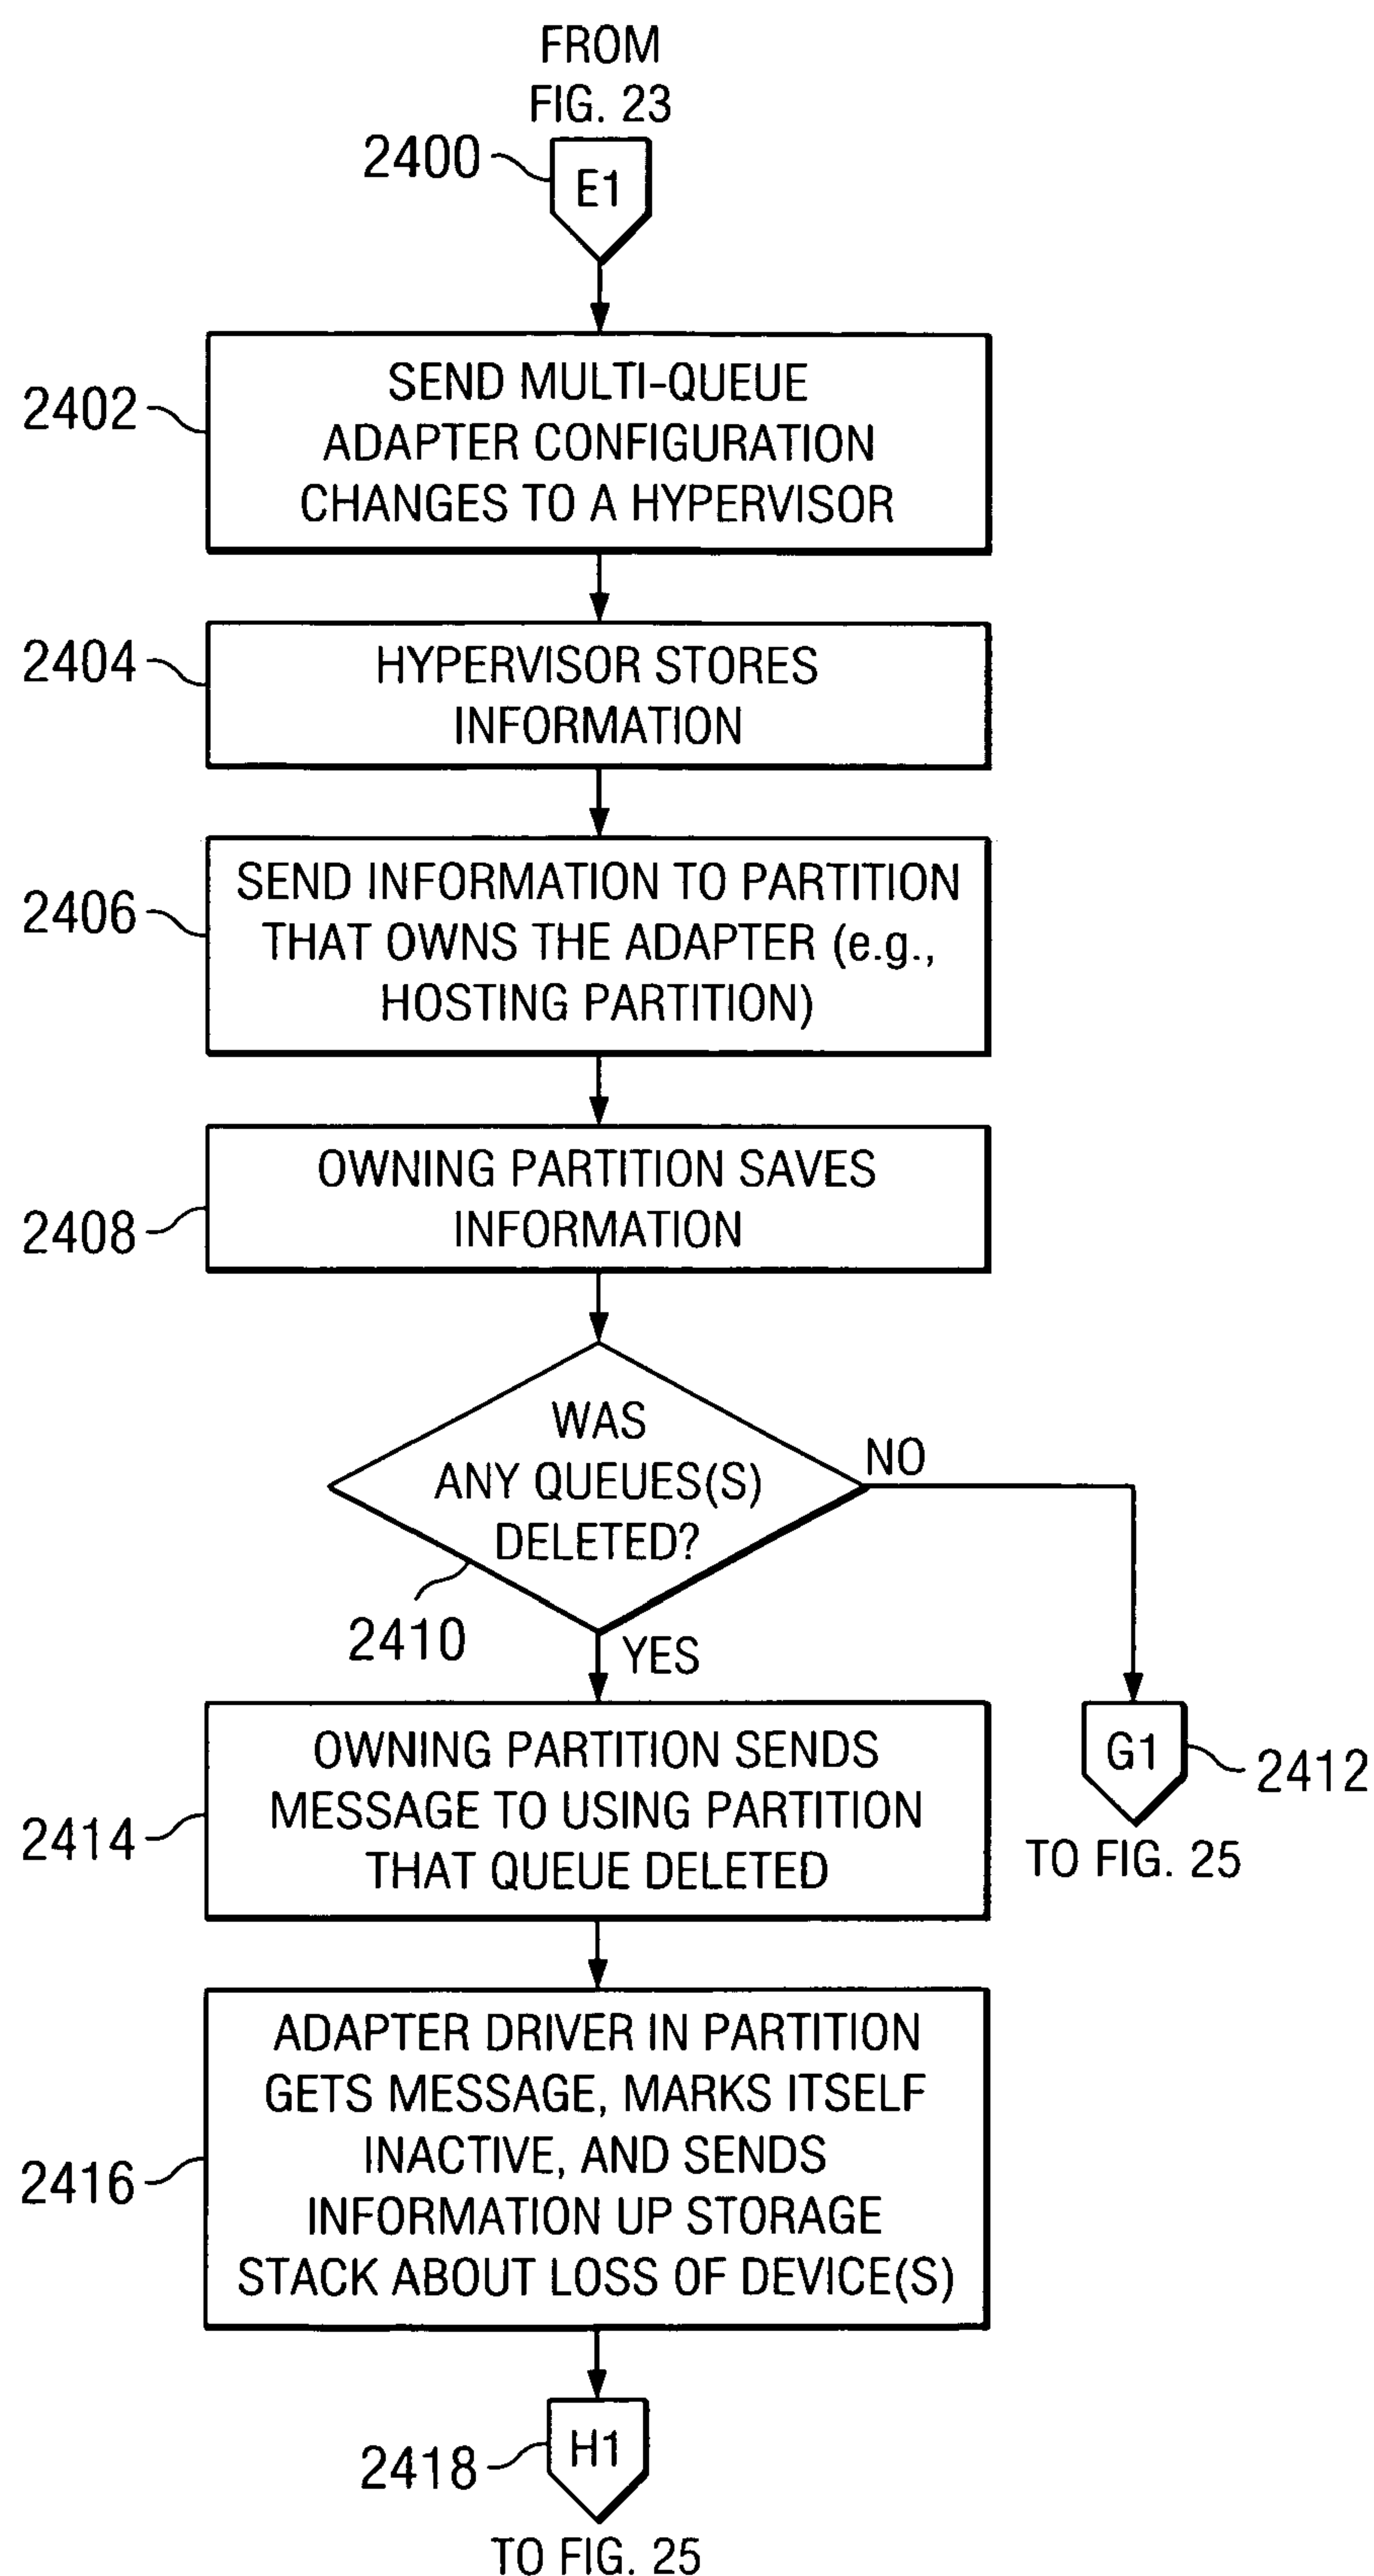 FROM
FIG. 23
2400
E1
2402
SEND MULTI-QUEUE
ADAPTER CONFIGURATION
CHANGES TO A HYPERVISOR
2404
HYPERVISOR STORES
INFORMATION
2406
SEND INFORMATION TO PARTITION
THAT OWNS THE ADAPTER (e.g.,
HOSTING PARTITION)
2408
OWNING PARTITION SAVES
INFORMATION
WAS
ANY QUEUES(S)
DELETED?
2410
NO
YES
G1
2412
TO FIG. 25
2414
OWNING PARTITION SENDS
MESSAGE TO USING PARTITION
THAT QUEUE DELETED
2416
ADAPTER DRIVER IN PARTITION
GETS MESSAGE, MARKS ITSELF
INACTIVE, AND SENDS
INFORMATION UP STORAGE
STACK ABOUT LOSS OF DEVICE(S)
2418
H1
TO FIG. 25